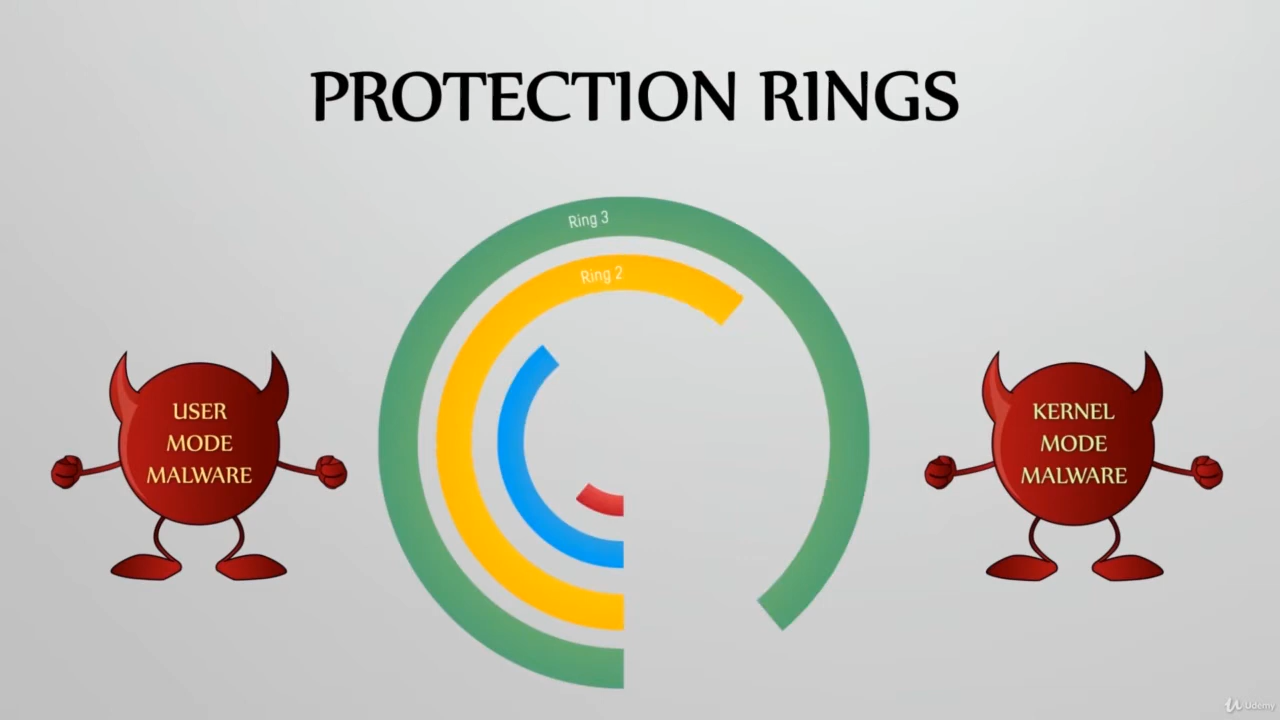 PROTECTION RINGS
Ring 3
Ring 2
USER
MODE
MALWARE
KERNEL
MODE
MALWARE
Udemy